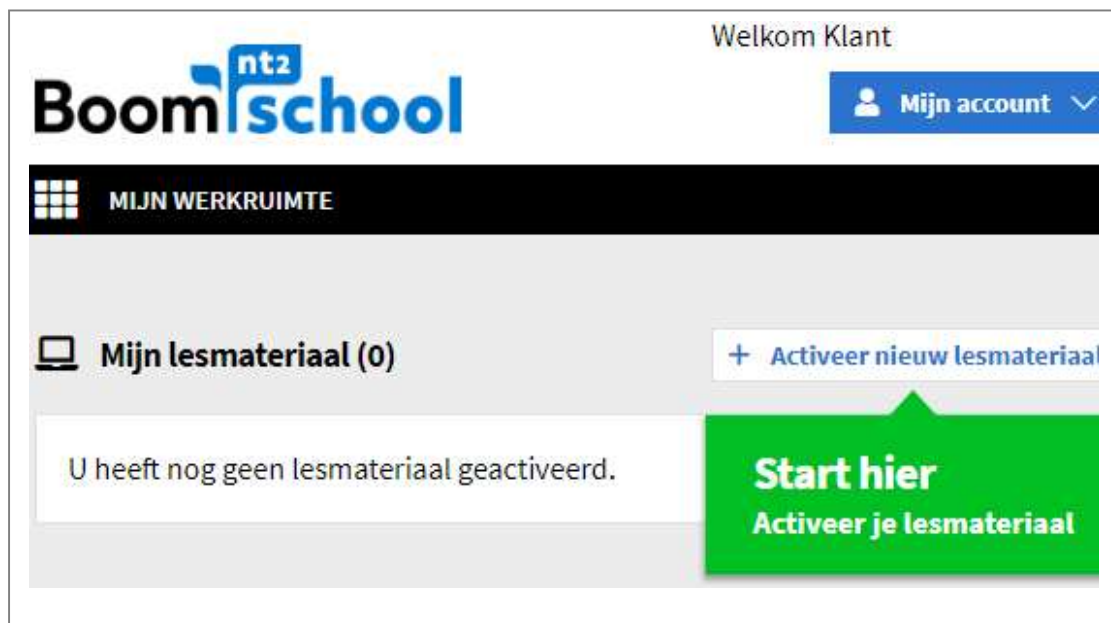 Welkom Klant
nt2
Boom school
Mijn account
MIJN WERKRUIMTE
Mijn lesmateriaal (0)
+ Activeer nieuw lesmateriaal
U heeft nog geen lesmateriaal geactiveerd.
Start hier
Activeer je lesmateriaal